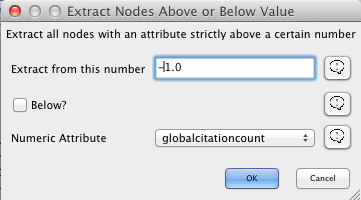 Extract Nodes Above or Below Value
Extract all nodes with an attribute strictly above a certain number
Extract from this number
-1.0
Below?
Numeric Attribute
globalcitationcount
OK
Cancel